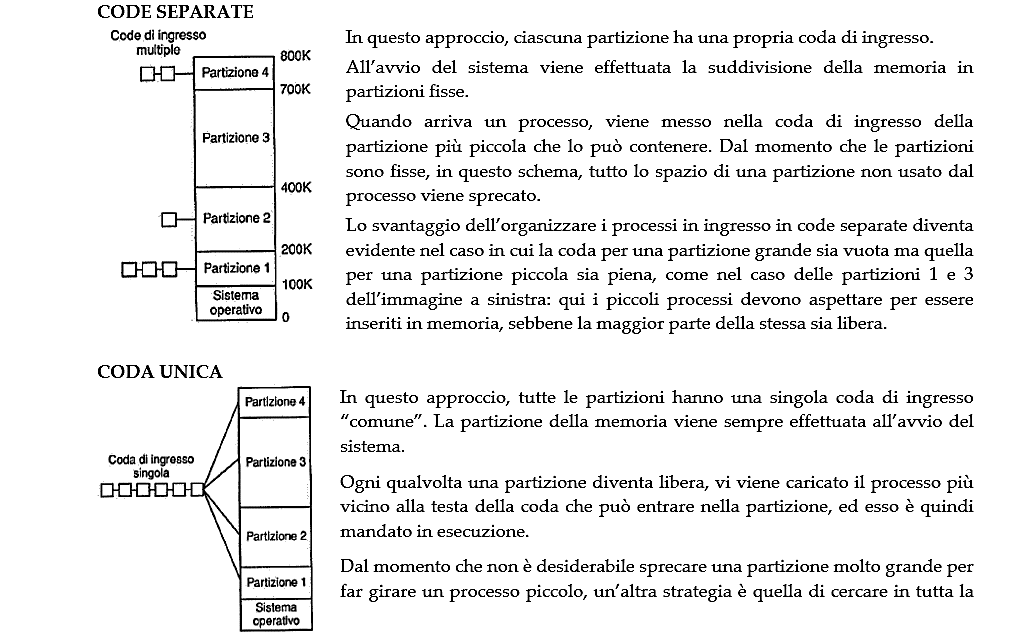 CODE SEPARATE
Code di ingresso
multiple
800K
Partizione 4
700K
Partizione 3
400K
Partizione 2
200K
Partizione 1
100K
Sistema
operativo
0
In questo approccio, ciascuna partizione ha una propria coda di ingresso.
All'avvio del sistema viene effettuata la suddivisione della memoria in
partizioni fisse.
Quando arriva un processo, viene messo nella coda di ingresso della
partizione più piccola che lo può contenere. Dal momento che le partizioni
sono fisse, in questo schema, tutto lo spazio di una partizione non usato dal
processo viene sprecato.
Lo svantaggio dell'organizzare i processi in ingresso in code separate diventa
evidente nel caso in cui la coda per una partizione grande sia vuota ma quella
per una partizione piccola sia piena, come nel caso delle partizioni 1 e 3
dell'immagine a sinistra: qui i piccoli processi devono aspettare per essere
inseriti in memoria, sebbene la maggior parte della stessa sia libera.
CODA UNICA
Partizione 4
Coda di ingresso
singola
Partizione 3
Partizione 2
Partizione 1
Sistema
operativo
In questo approccio, tutte le partizioni hanno una singola coda di ingresso
“comune”. La partizione della memoria viene sempre effettuata all'avvio del
sistema.
Ogni qualvolta una partizione diventa libera, vi viene caricato il processo più
vicino alla testa della coda che può entrare nella partizione, ed esso è quindi
mandato in esecuzione.
Dal momento che non è desiderabile sprecare una partizione molto grande per
far girare un processo piccolo, un'altra strategia è quella di cercare in tutta la